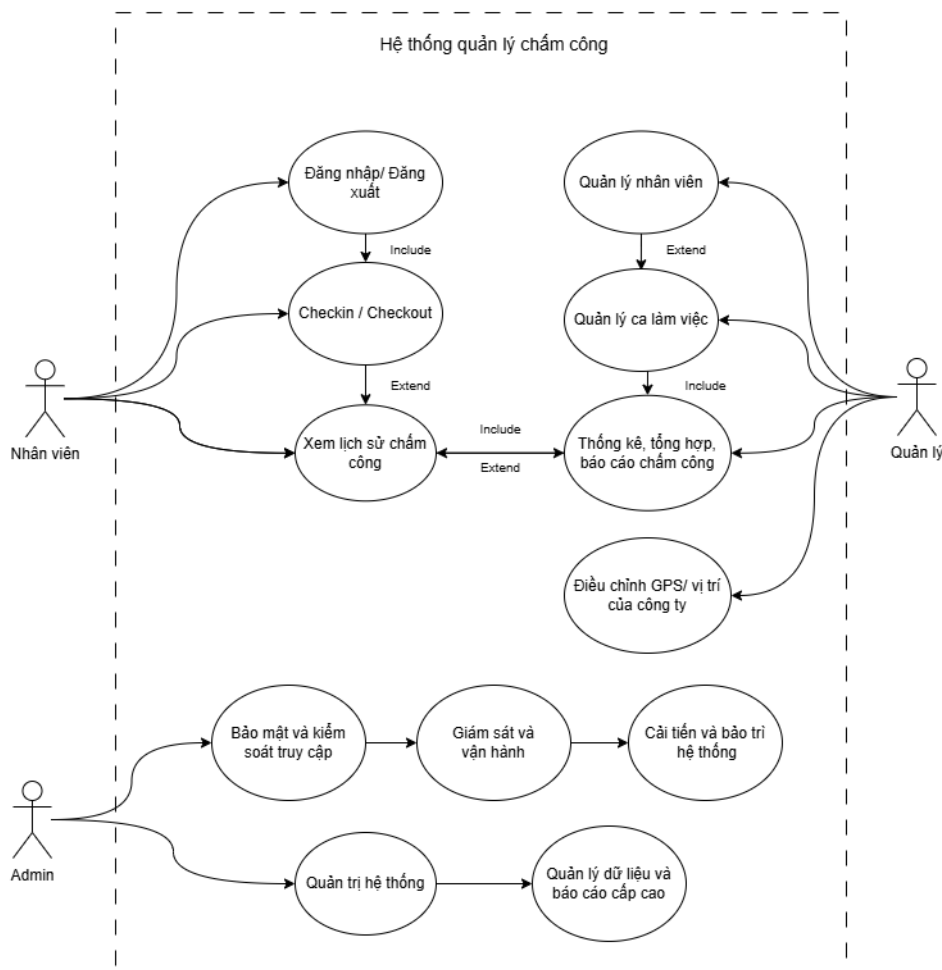 Hệ thống quản lý chấm công
Đăng nhập/ Đăng
xuất
Quản lý nhân viên
Include
Extend
Checkin / Checkout
Quản lý ca làm việc
Extend
Include
Nhân viên
Quản lý
Xem lịch sử chấm
công
Include
Extend
Thống kê, tổng hợp,
báo cáo chấm công
Điều chỉnh GPS/ vị trí
của công ty
Bảo mật và kiểm
soát truy cập
Giám sát và
vận hành
Cải tiến và bảo trì
hệ thống
Admin
Quản trị hệ thống
Quản lý dữ liệu và
báo cáo cấp cao